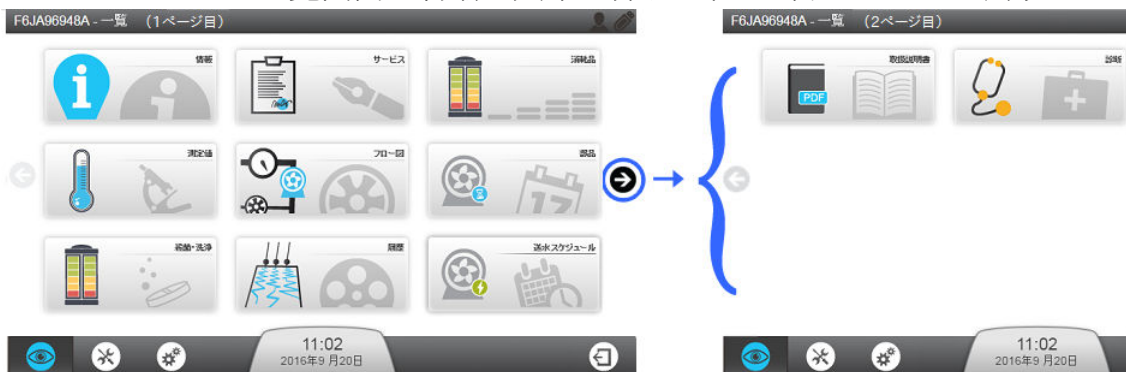 F6JA96948A - 一覧 （1ページ目）
情報
サービス
消耗品
測定値
フロー図
部品
17
殺菌・洗浄
履歴
送水スケジュール
11:02
2016年9月20日
F6JA96948A - 一覧 （2ページ目）
取扱説明書
PDF
診断
11:02
2016年9月20日